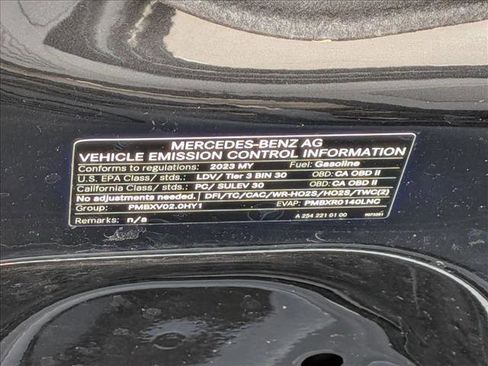 MERCEDES-BENZ AG
VEHICLE EMISSION CONTROL INFORMATION
Conforms to regulations: 2023 MY Fuel: Gasoline
U.S. EPA Class / stds.: LDV/ Tier 3 BIN 30 OBD: CA OBD II
California Class / stds.: PC/ SULEV 30 OBD: CA OBD II
No adjustments needed. DFI/TC/CAC/WR-HO2S/HO2S/TWC(2)
Group: PMBXV02.0HY1 EVAP: PMBXR0140LNC
Remarks: n/a A 254 221 01 00